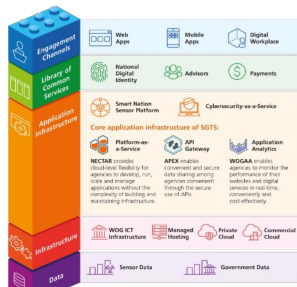 Engagement
Channels
Web
Apps
Mobile
Apps
Digital
Workplace
Library of
Common
Services
National
Digital
Identity
Advisors
Payments
Application
Infrastructure
Smart Nation
Sensor Platform
Cybersecurity-as-a-Service
Core application infrastructure of SGTS:
Platform-as-
a-Service
NECTAR provides
cloud-level flexibility for
agencies to develop, run,
scale and manage
applications without the
complexity of building and
maintaining infrastructure.
API
Gateway
APEX enables
convenient and secure
data sharing among
agencies convenient
through the secure
use of APIs.
Application
Analytics
WOGAA enables
agencies to monitor the
performance of their
websites and digital
services in real-time,
conveniently and
cost-effectively.
Infrastructure
WOG ICT
Infrastructure
Managed
Hosting
Private
Cloud
Commercial
Cloud
Data
Sensor Data
Government Data